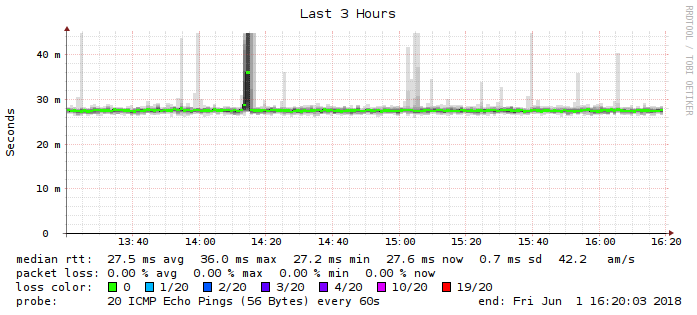 Last 3 Hours
RRDTOOL / TOBI OETIKER
Seconds
40 m
30 m
20 m
10 m
0
13:40 14:00 14:20 14:40 15:00 15:20 15:40 16:00 16:20
median rtt: 27.5 ms avg 36.0 ms max 27.2 ms min 27.6 ms now 0.7 ms sd 42.2 am/s
packet loss: 0.00 % avg 0.00 % max 0.00 % min 0.00 % now
loss color: 0 1/20 2/20 3/20 4/20 10/20 19/20
probe: 20 ICMP Echo Pings (56 Bytes) every 60s end: Fri Jun 1 16:20:03 2018